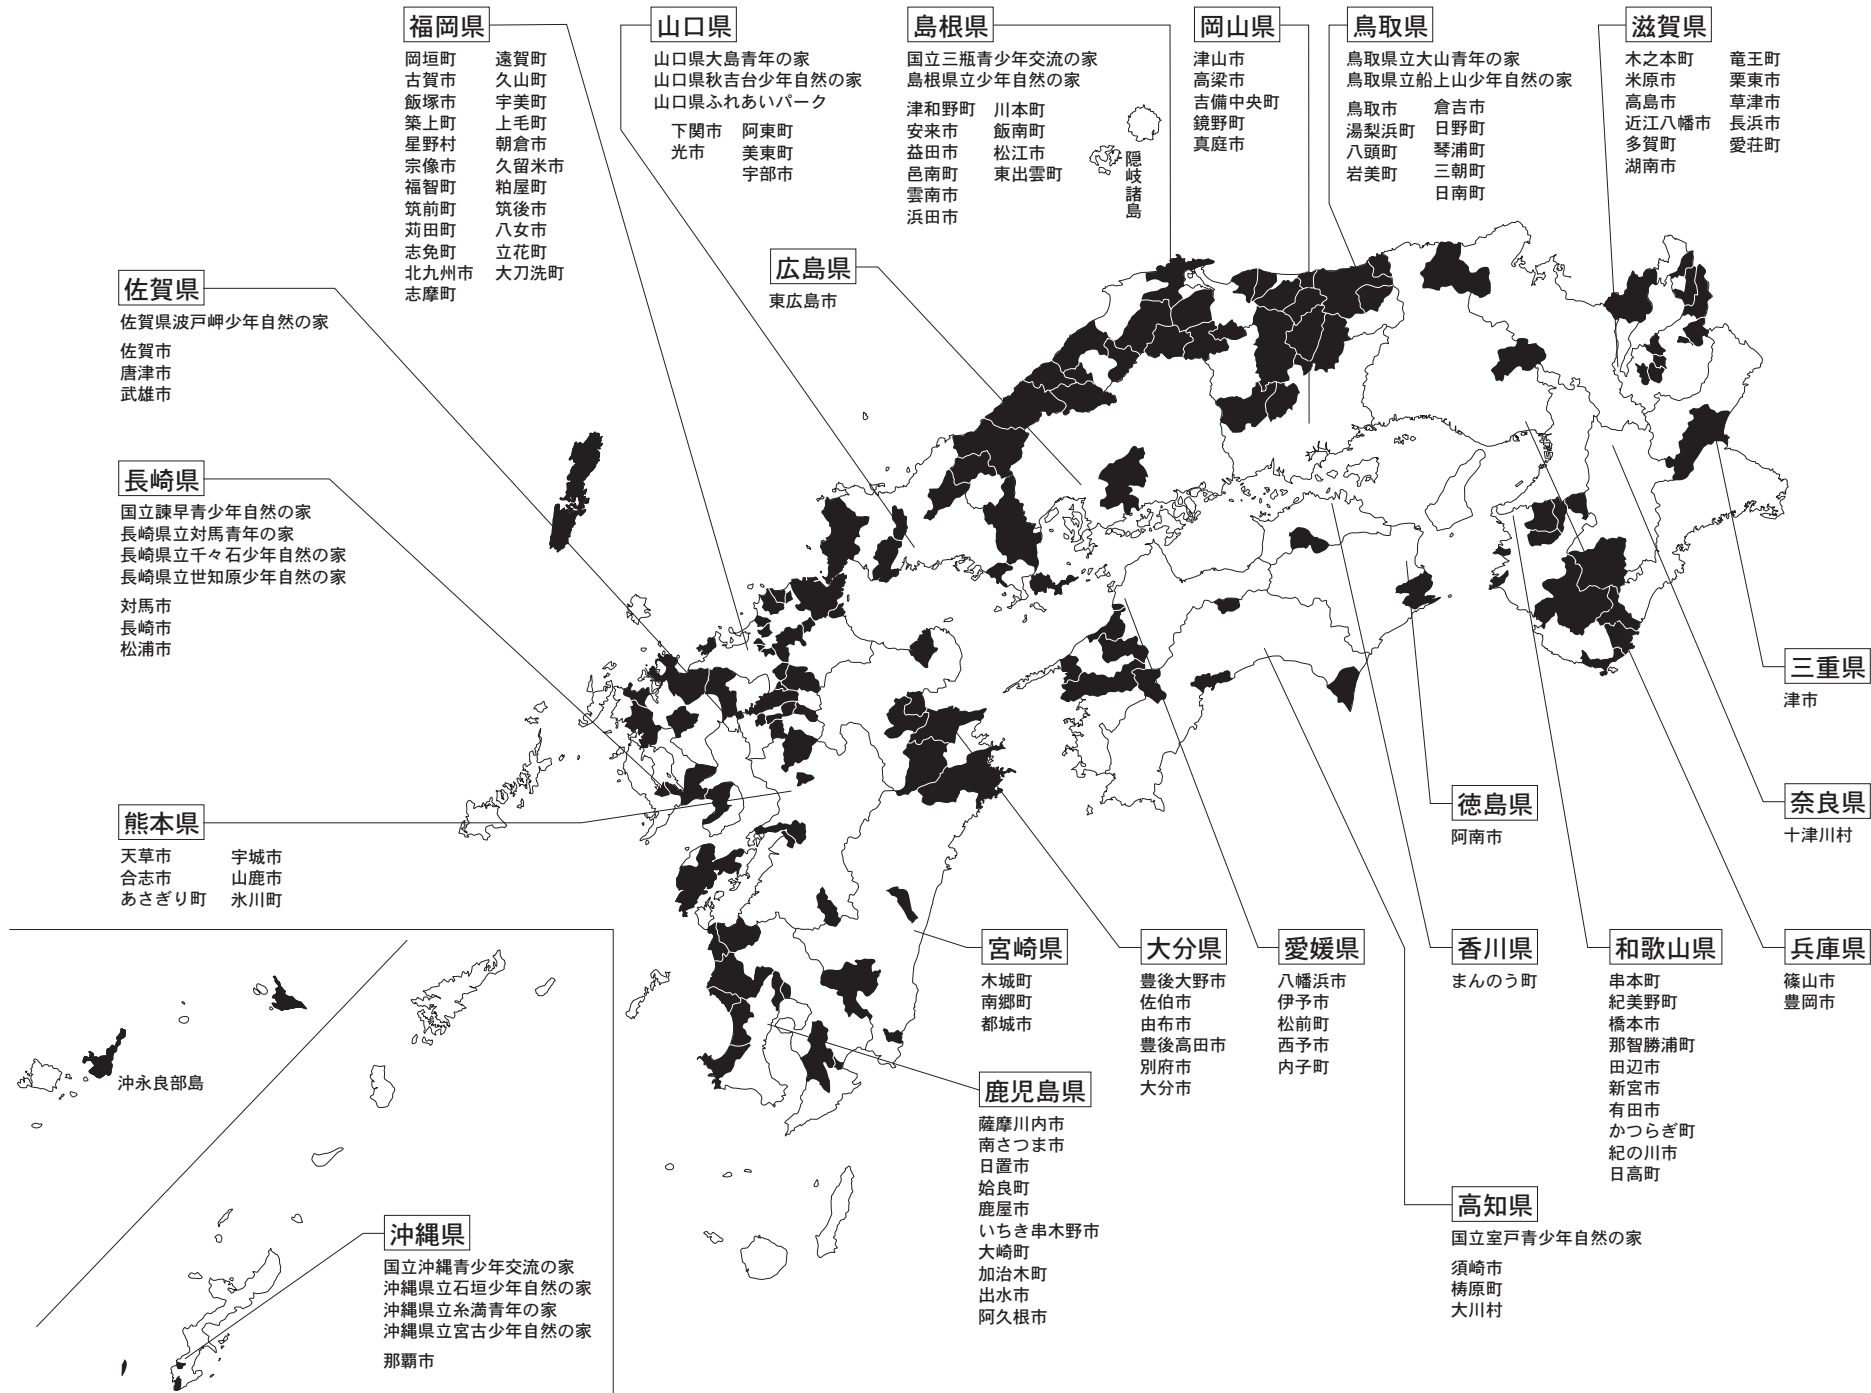 福岡県
岡垣町 遠賀町
古賀市 久山町
飯塚市 宇美町
築上町 上毛町
星野村 朝倉市
宗像市 久留米市
福智町 粕屋町
筑前町 筑後市
苅田町 八女市
志免町 立花町
北九州市 大刀洗町
志摩町
山口県
山口県大島青年の家
山口県秋吉台少年自然の家
山口県ふれあいパーク
下関市 阿東町
光市 美東町
宇部市
島根県
国立三瓶青少年交流の家
島根県立少年自然の家
津和野町 川本町
安来市 飯南町
益田市 松江市
邑南町 東出雲町
雲南市
浜田市
隠岐諸島
岡山県
津山市
高梁市
吉備中央町
鏡野町
真庭市
鳥取県
鳥取県立大山青年の家
鳥取県立船上山少年自然の家
鳥取市 倉吉市
湯梨浜町 日野町
八頭町 琴浦町
岩美町 三朝町
日南町
滋賀県
木之本町 竜王町
米原市 栗東市
高島市 草津市
近江八幡市 長浜市
多賀町 愛荘町
湖南市
広島県
東広島市
佐賀県
佐賀県波戸岬少年自然の家
佐賀市
唐津市
武雄市
長崎県
国立諫早青少年自然の家
長崎県立対馬青年の家
長崎県立千々石少年自然の家
長崎県立世知原少年自然の家
対馬市
長崎市
松浦市
熊本県
天草市 宇城市
合志市 山鹿市
あさぎり町 氷川町
三重県
津市
奈良県
十津川村
徳島県
阿南市
宮崎県
木城町
南郷町
都城市
大分県
豊後大野市
佐伯市
由布市
豊後高田市
別府市
大分市
愛媛県
八幡浜市
伊予市
松前町
西予市
内子町
香川県
まんのう町
和歌山県
串本町
紀美野町
橋本市
那智勝浦町
田辺市
新宮市
有田市
かつらぎ町
紀の川市
日高町
兵庫県
篠山市
豊岡市
沖永良部島
鹿児島県
薩摩川内市
南さつま市
日置市
姶良町
鹿屋市
いちき串木野市
大崎町
加治木町
出水市
阿久根市
高知県
国立室戸青少年自然の家
須崎市
梼原町
大川村
沖縄県
国立沖縄青少年交流の家
沖縄県立石垣少年自然の家
沖縄県立糸満青年の家
沖縄県立宮古少年自然の家
那覇市